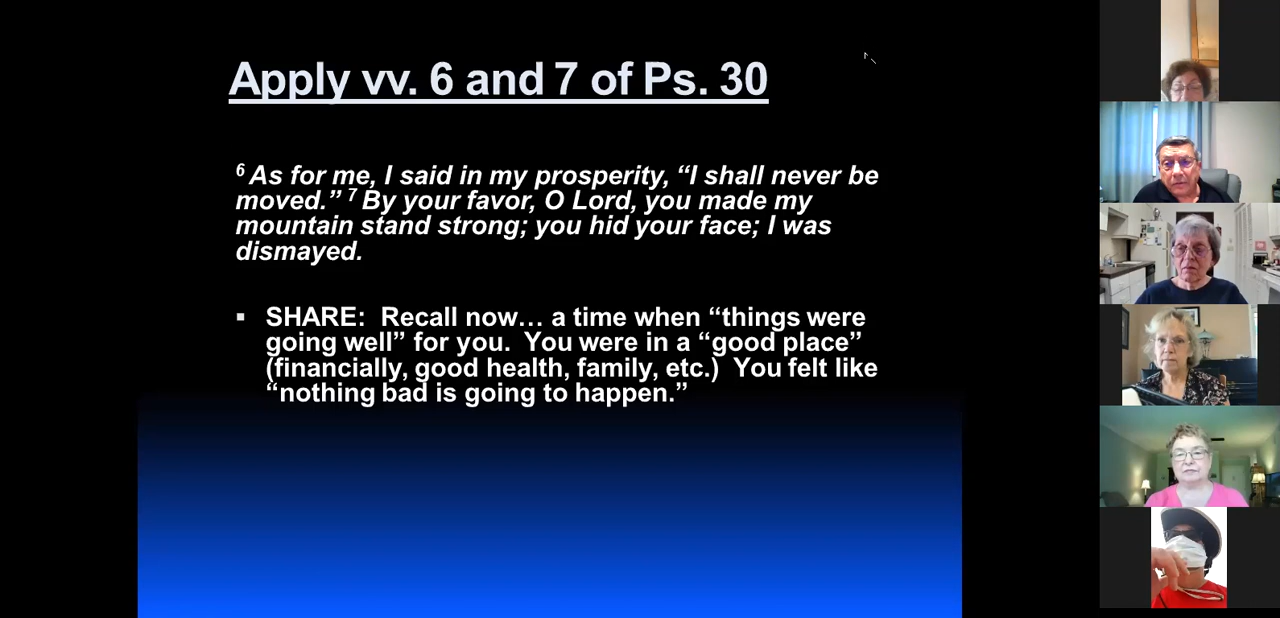 Apply vv. 6 and 7 of Ps. 30
6 As for me, I said in my prosperity, “I shall never be
moved.” 7 By your favor, O Lord, you made my
mountain stand strong; you hid your face; I was
dismayed.
▪ SHARE:  Recall now… a time when “things were
going well” for you.  You were in a “good place”
(financially, good health, family, etc.)  You felt like
“nothing bad is going to happen.”